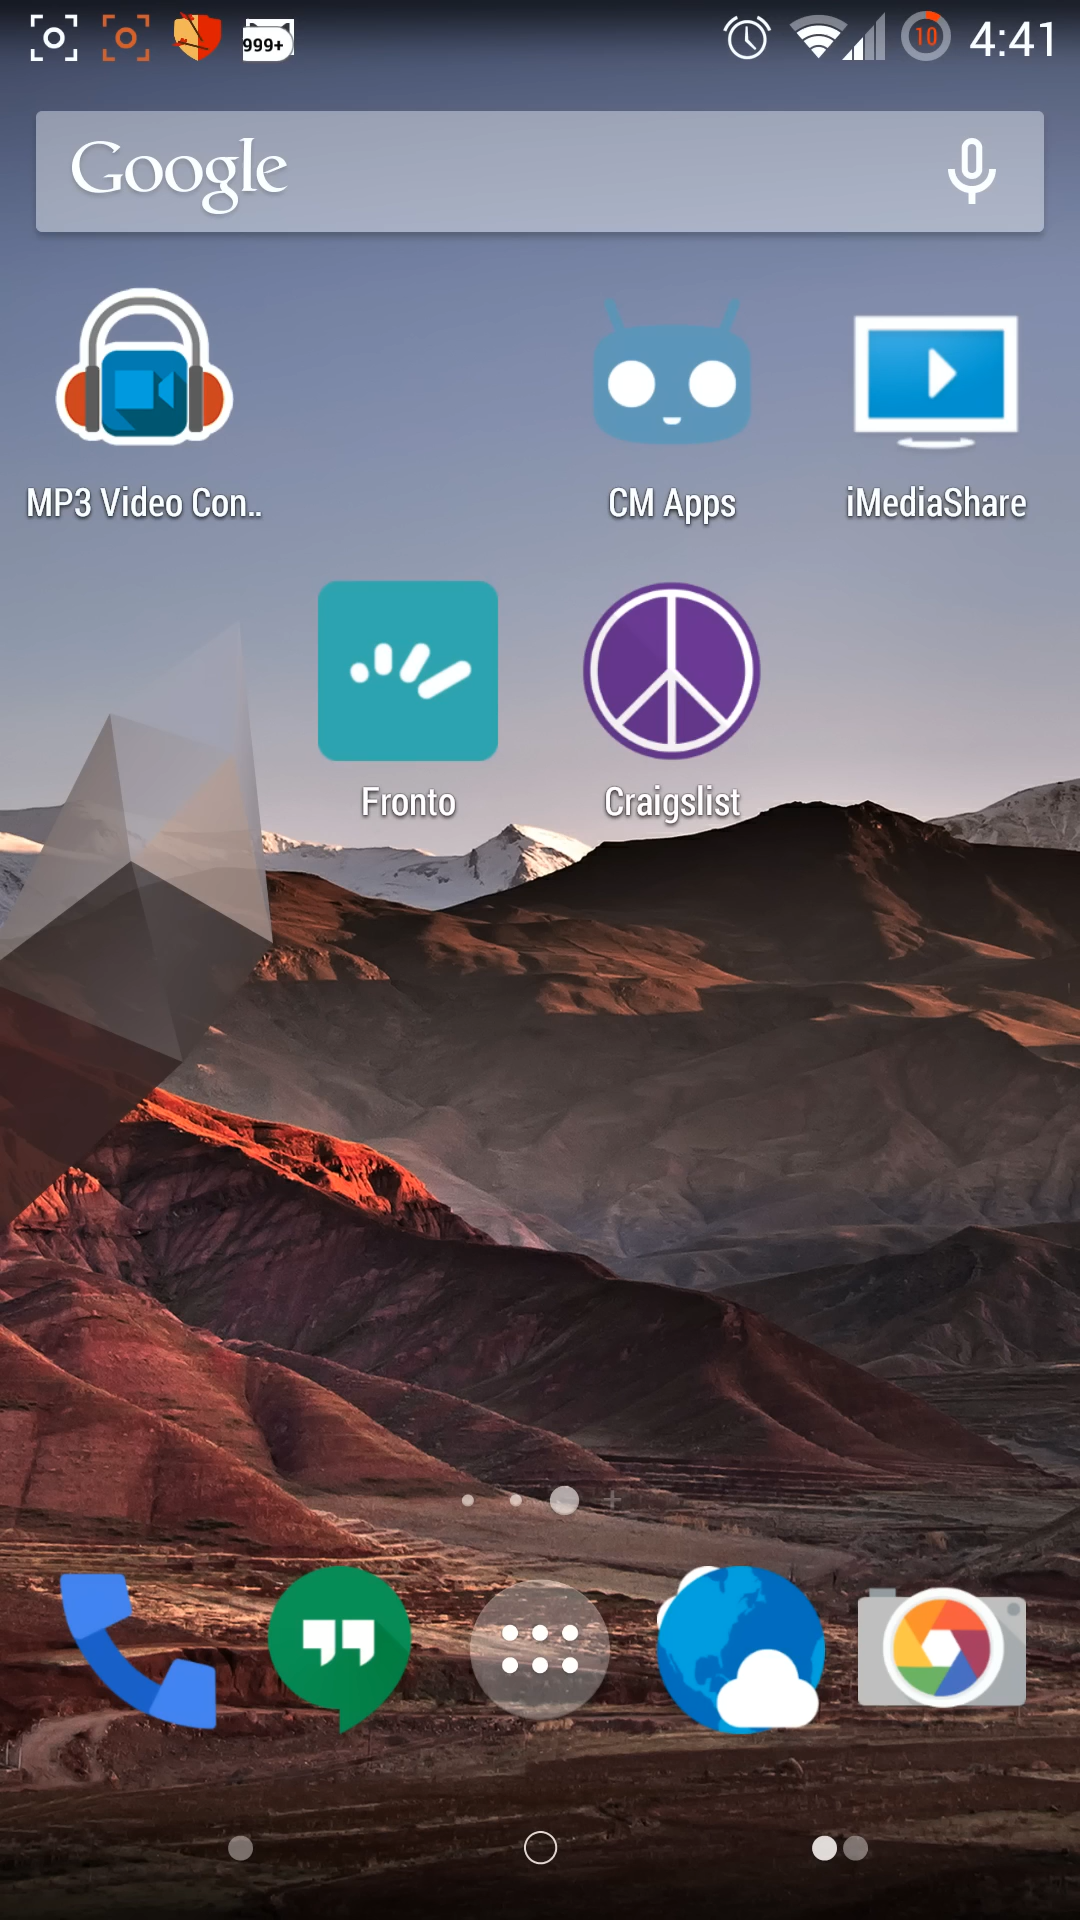 999+
10
4:41
Google
MP3 Video Con..
CM Apps
iMediaShare
Fronto
Craigslist